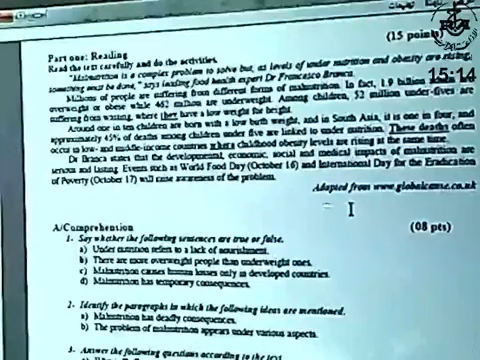 (15 points)
15:14
Part one: Reading
Read the text carefully and do the activities.
"Malnutrition is a complex problem to solve but, as levels of under nutrition and obesity are rising,
something must be done," says leading food health expert Dr Francesco Branca.
Millions of people are suffering from different forms of malnutrition. In fact, 1.9 billion
overweight or obese while 462 million are underweight. Among children, 52 million under-fives are
suffering from wasting, where they have a low weight for height.
Around one in ten children are born with a low birth weight, and in South Asia, it is one in four, and
approximately 45% of deaths among children under five are linked to under nutrition. These deaths often
occur in low- and middle-income countries where childhood obesity levels are rising at the same time.
Dr Branca states that the developmental, economic, social and medical impacts of malnutrition are
serious and lasting. Events such as World Food Day (October 16) and International Day for the Eradication
of Poverty (October 17) will raise awareness of the problem.
Adapted from www.globalcause.co.uk
A/Comprehension (08 pts)
1- Say whether the following sentences are true or false.
a) Under nutrition refers to a lack of nourishment.
b) There are more overweight people than underweight ones.
c) Malnutrition causes human losses only in developed countries.
d) Malnutrition has temporary consequences.
2- Identify the paragraphs in which the following ideas are mentioned.
a) Malnutrition has deadly consequences.
b) The problem of malnutrition appears under various aspects.
3- Answer the following questions according to the text.